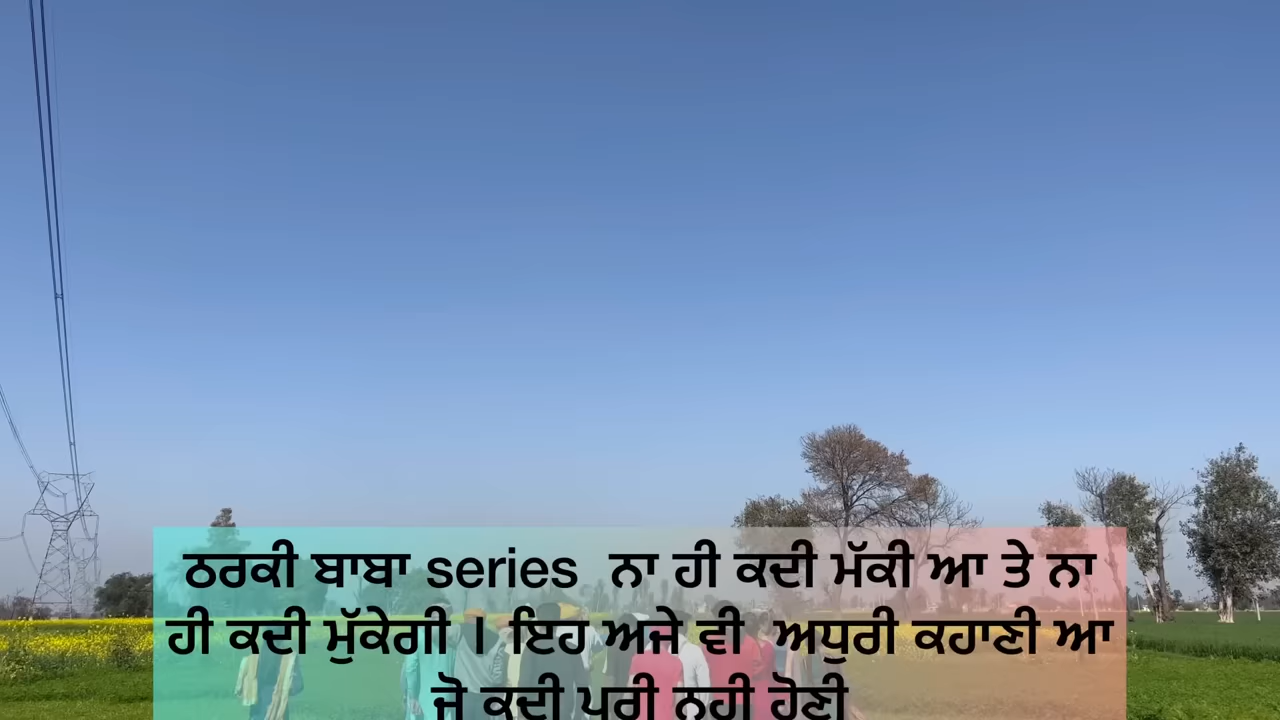 ਠਰਕੀ ਬਾਬਾ series ਨਾ ਹੀ ਕਦੀ ਮੱਕੀ ਆ ਤੇ ਨਾ
ਹੀ ਕਦੀ ਮੁੱਕੇਗੀ । ਇਹ ਅਜੇ ਵੀ ਅਧੁਰੀ ਕਹਾਣੀ ਆ
ਜੋ ਕਦੀ ਪੂਰੀ ਨਹੀ ਹੋਣੀ